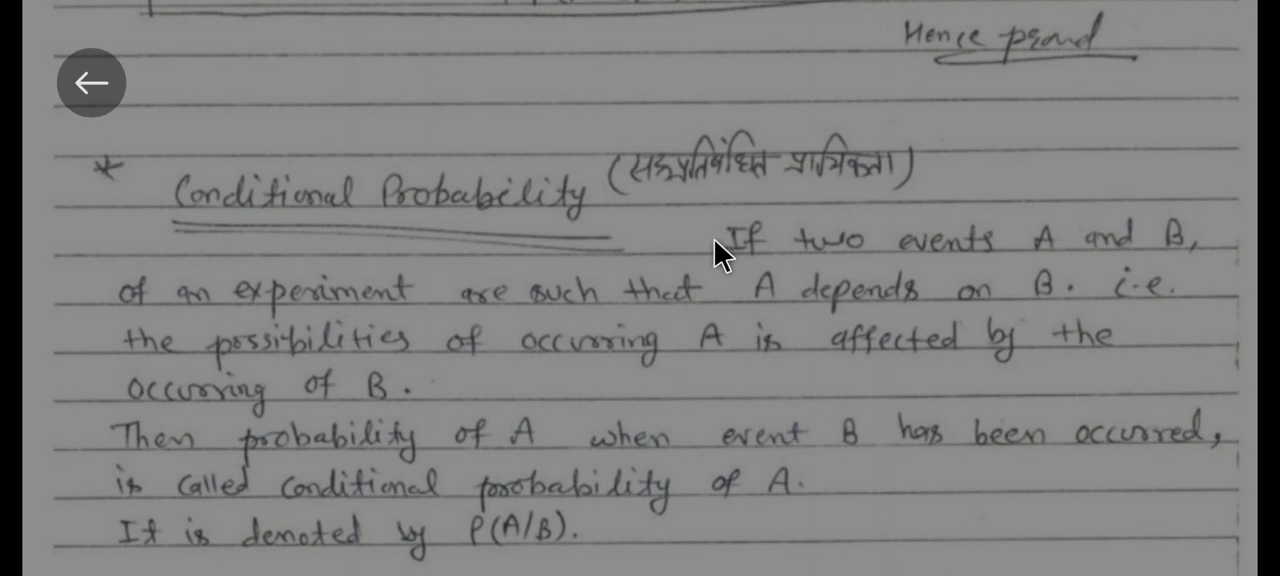 Hence proved
* Conditional Probability (सप्रतिबंधित प्रायिकता)
If two events A and B,
of an experiment are such that A depends on B. i.e.
the possibilities of occurring A is affected by the
occurring of B.
Then probability of A when event B has been occurred,
is called conditional probability of A.
It is denoted by P(A/B).